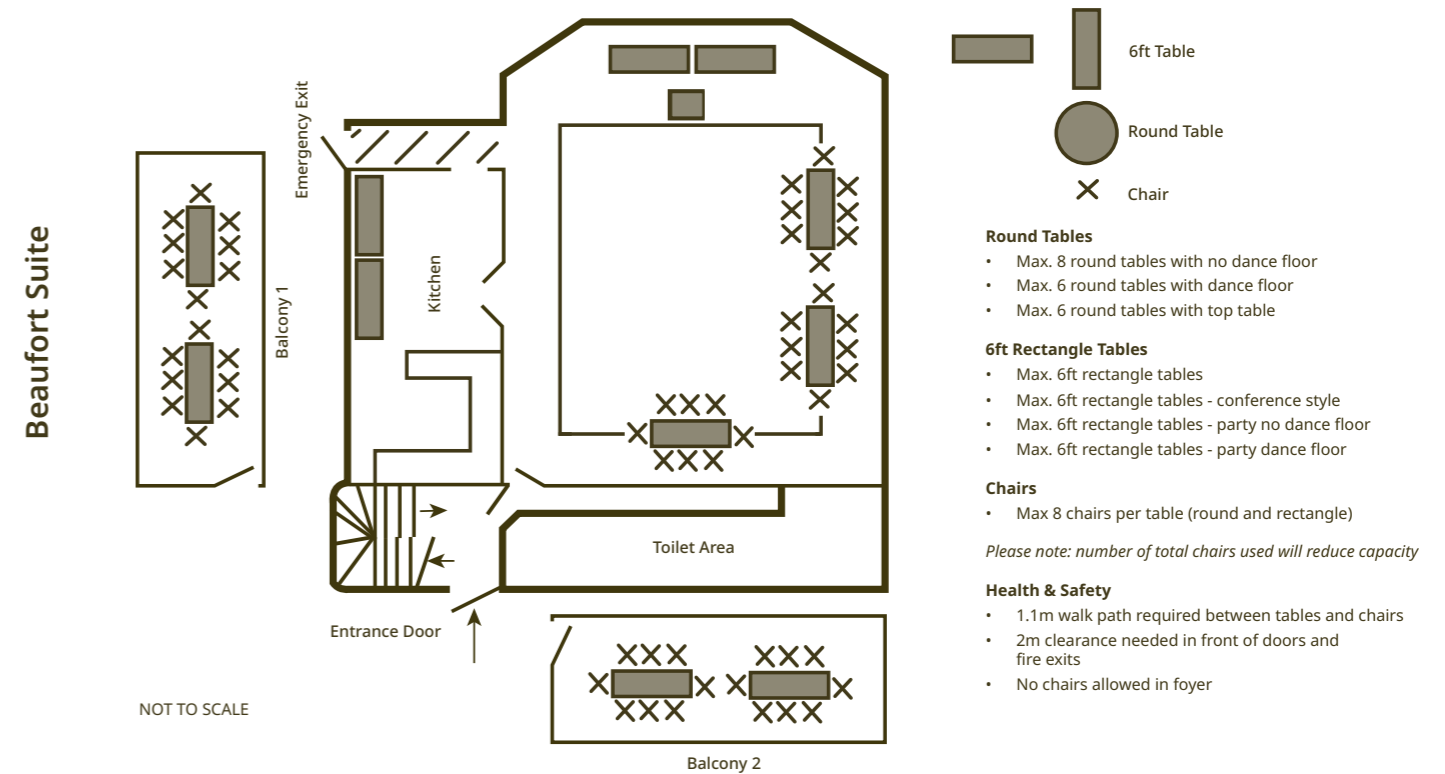 Beaufort Suite
Emergency Exit
Balcony 1
Kitchen
Toilet Area
Entrance Door
NOT TO SCALE
Balcony 2
6ft Table
Round Table
Chair
Round Tables
• Max. 8 round tables with no dance floor
• Max. 6 round tables with dance floor
• Max. 6 round tables with top table
6ft Rectangle Tables
• Max. 6ft rectangle tables
• Max. 6ft rectangle tables - conference style
• Max. 6ft rectangle tables - party no dance floor
• Max. 6ft rectangle tables - party dance floor
Chairs
• Max 8 chairs per table (round and rectangle)
Please note: number of total chairs used will reduce capacity
Health & Safety
• 1.1m walk path required between tables and chairs
• 2m clearance needed in front of doors and
fire exits
• No chairs allowed in foyer